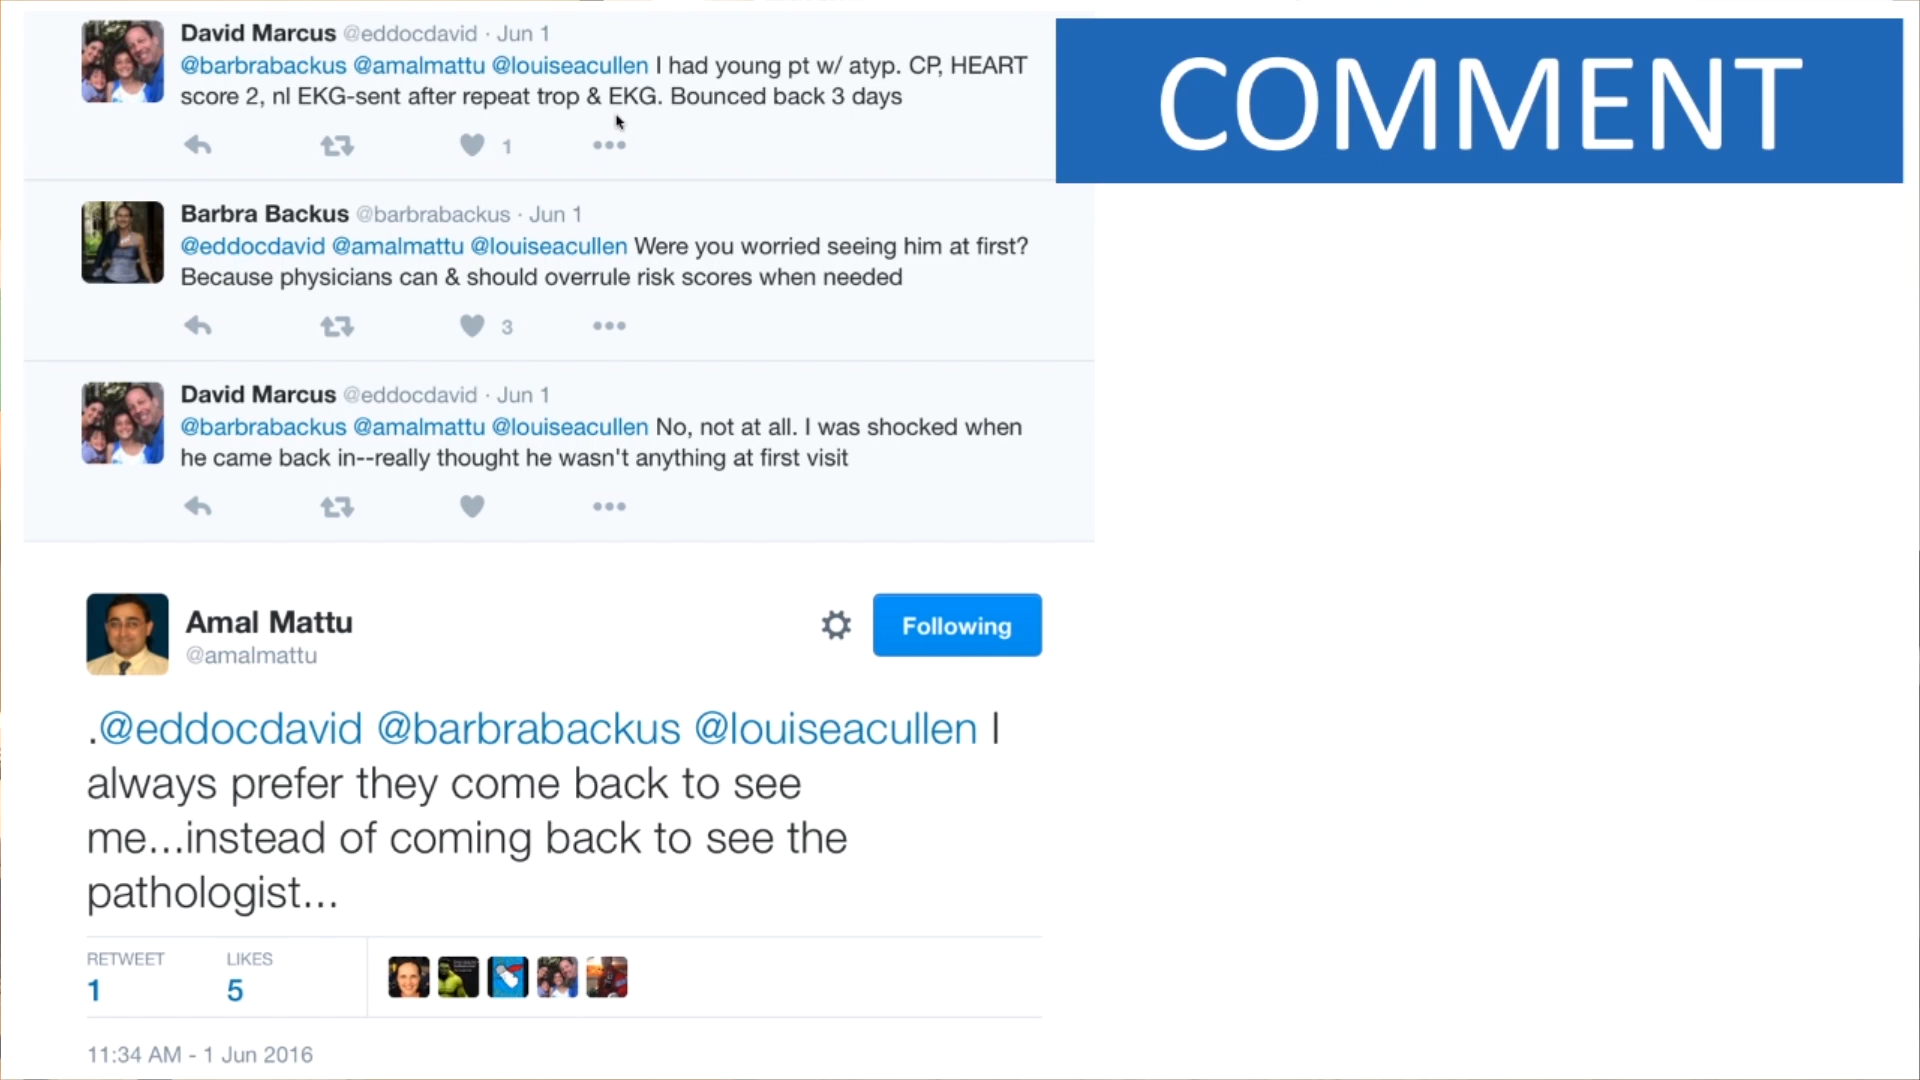 David Marcus @eddocdavid · Jun 1
@barbrabackus @amalmattu @louiseacullen I had young pt w/ atyp. CP, HEART
score 2, nl EKG-sent after repeat trop & EKG. Bounced back 3 days
1
COMMENT
Barbra Backus @barbrabackus · Jun 1
@eddocdavid @amalmattu @louiseacullen Were you worried seeing him at first?
Because physicians can & should overrule risk scores when needed
3
David Marcus @eddocdavid · Jun 1
@barbrabackus @amalmattu @louiseacullen No, not at all. I was shocked when
he came back in--really thought he wasn't anything at first visit
Amal Mattu
@amalmattu
Following
.@eddocdavid @barbrabackus @louiseacullen I
always prefer they come back to see
me...instead of coming back to see the
pathologist...
RETWEET LIKES
1 5
11:34 AM - 1 Jun 2016